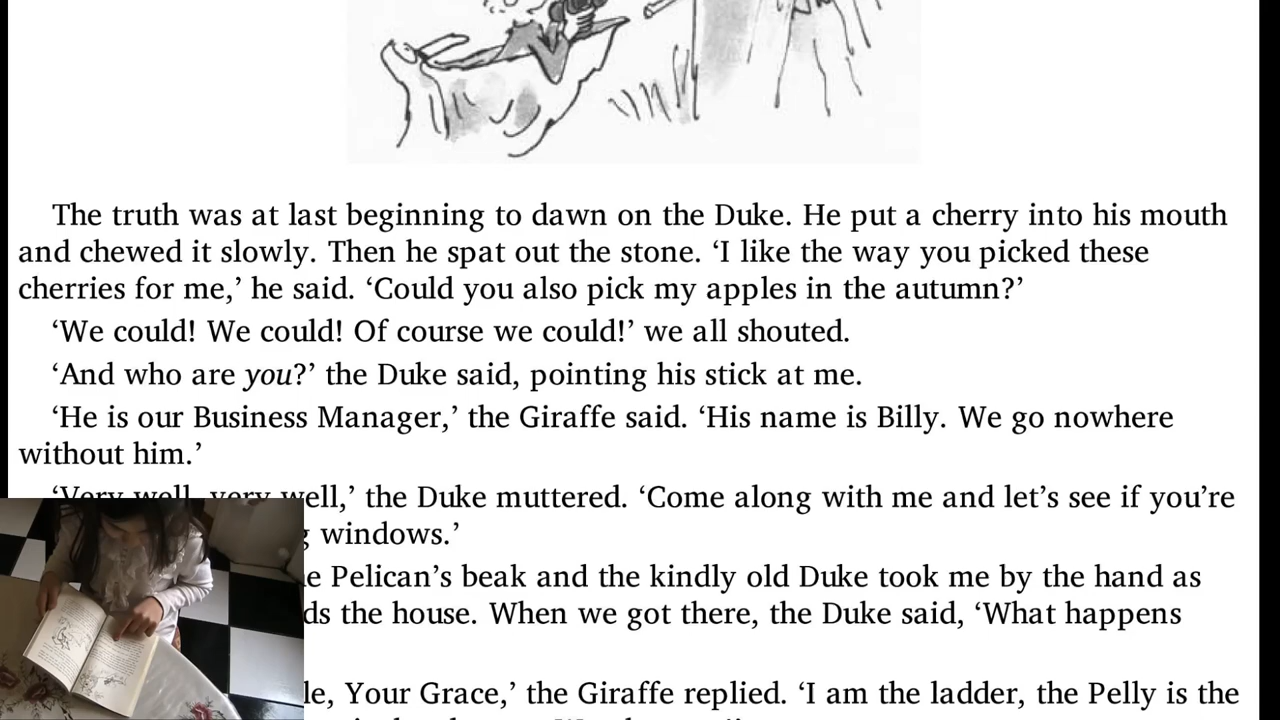 The truth was at last beginning to dawn on the Duke. He put a cherry into his mouth
and chewed it slowly. Then he spat out the stone. ‘I like the way you picked these
cherries for me,’ he said. ‘Could you also pick my apples in the autumn?’
‘We could! We could! Of course we could!’ we all shouted.
‘And who are you?’ the Duke said, pointing his stick at me.
‘He is our Business Manager,’ the Giraffe said. ‘His name is Billy. We go nowhere
without him.’
‘Very well, very well,’ the Duke muttered. ‘Come along with me and let’s see if you’re
windows.’
Pelican’s beak and the kindly old Duke took me by the hand as
the house. When we got there, the Duke said, ‘What happens
Your Grace,’ the Giraffe replied. ‘I am the ladder, the Pelly is the